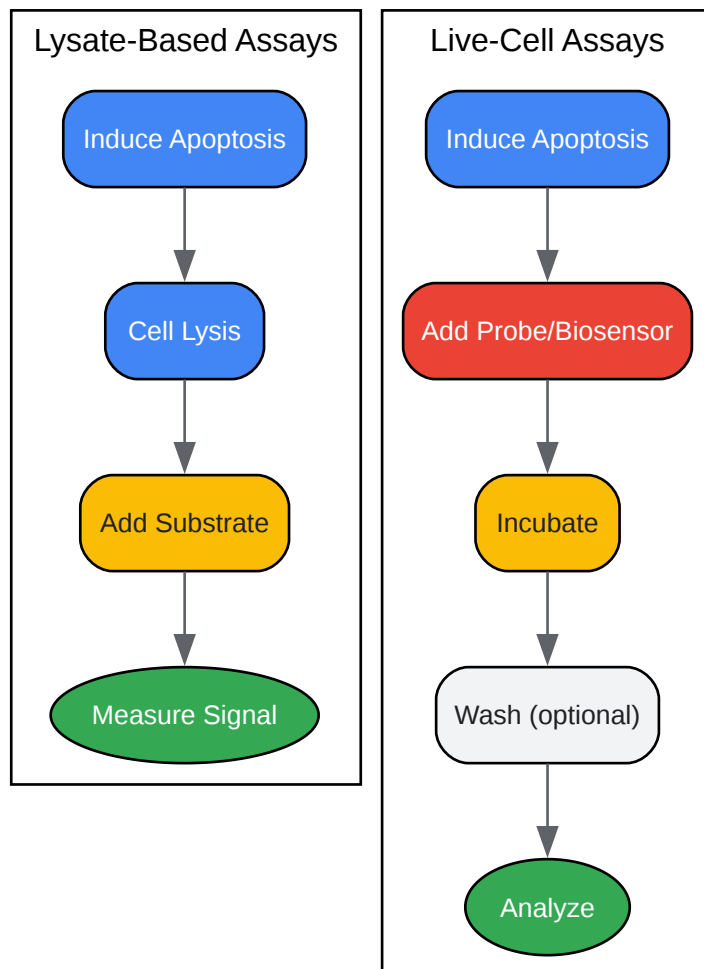 Lysate-Based Assays
Induce Apoptosis
Cell Lysis
Add Substrate
Measure Signal
Live-Cell Assays
Induce Apoptosis
Add Probe/Biosensor
Incubate
Wash (optional)
Analyze